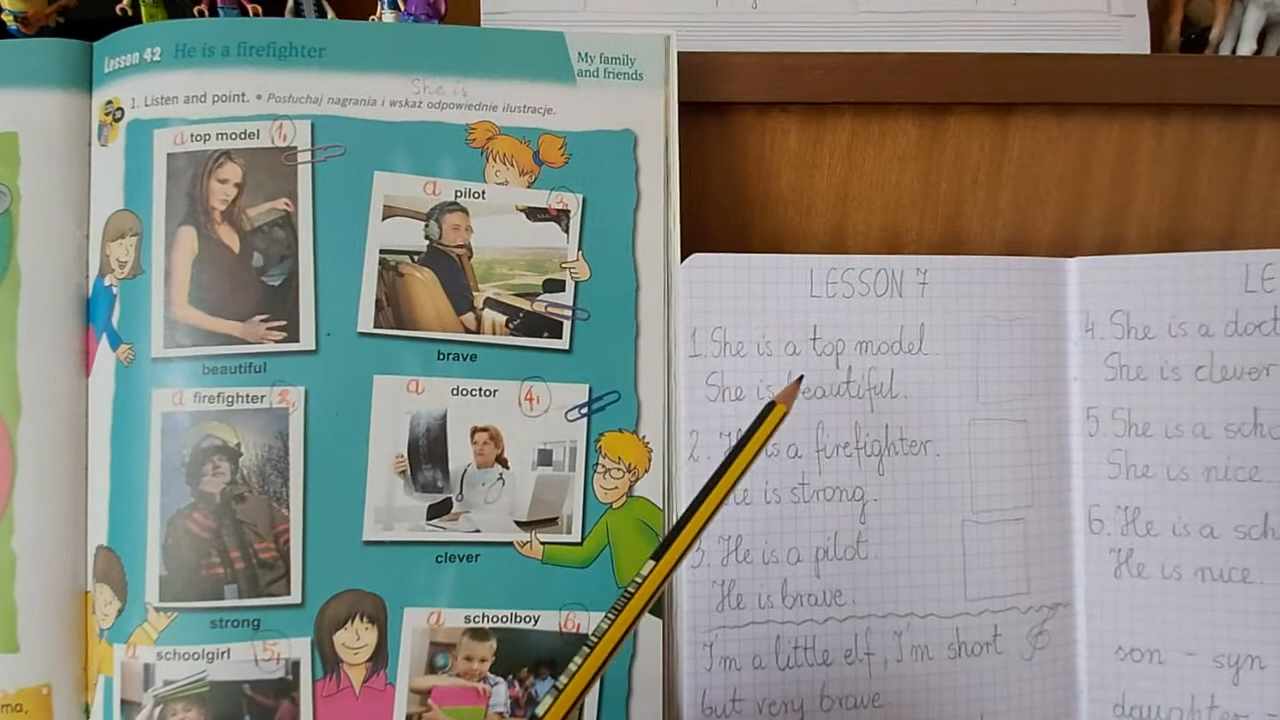 Lesson 42 He is a firefighter
My family
and friends
She is
1. Listen and point. • Posłuchaj nagrania i wskaż odpowiednie ilustracje.
a top model 1,
beautiful
a pilot 3,
brave
a firefighter 2,
strong
a doctor 4,
clever
a schoolgirl 5,
a schoolboy 6,
ma,
LESSON 7
1. She is a top model.
She is beautiful.
2. He is a firefighter.
He is strong.
3. He is a pilot.
He is brave.
I'm a little elf, I'm short
but very brave.
LE
4. She is a doct
She is clever
5. She is a scho
She is nice.
6. He is a sch
He is nice.
son - syn
daughter -